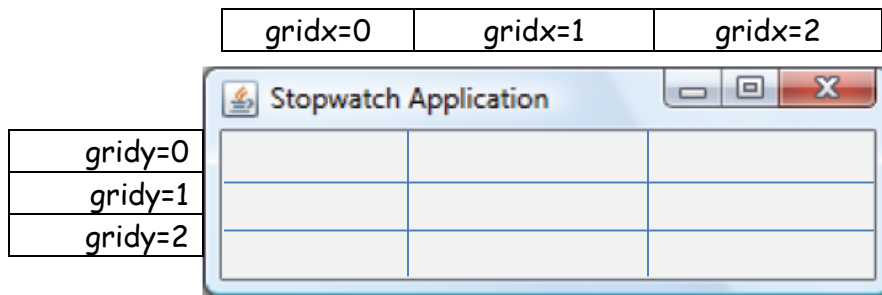 gridx=0 gridx=1 gridx=2
Stopwatch Application
gridy=0
gridy=1
gridy=2